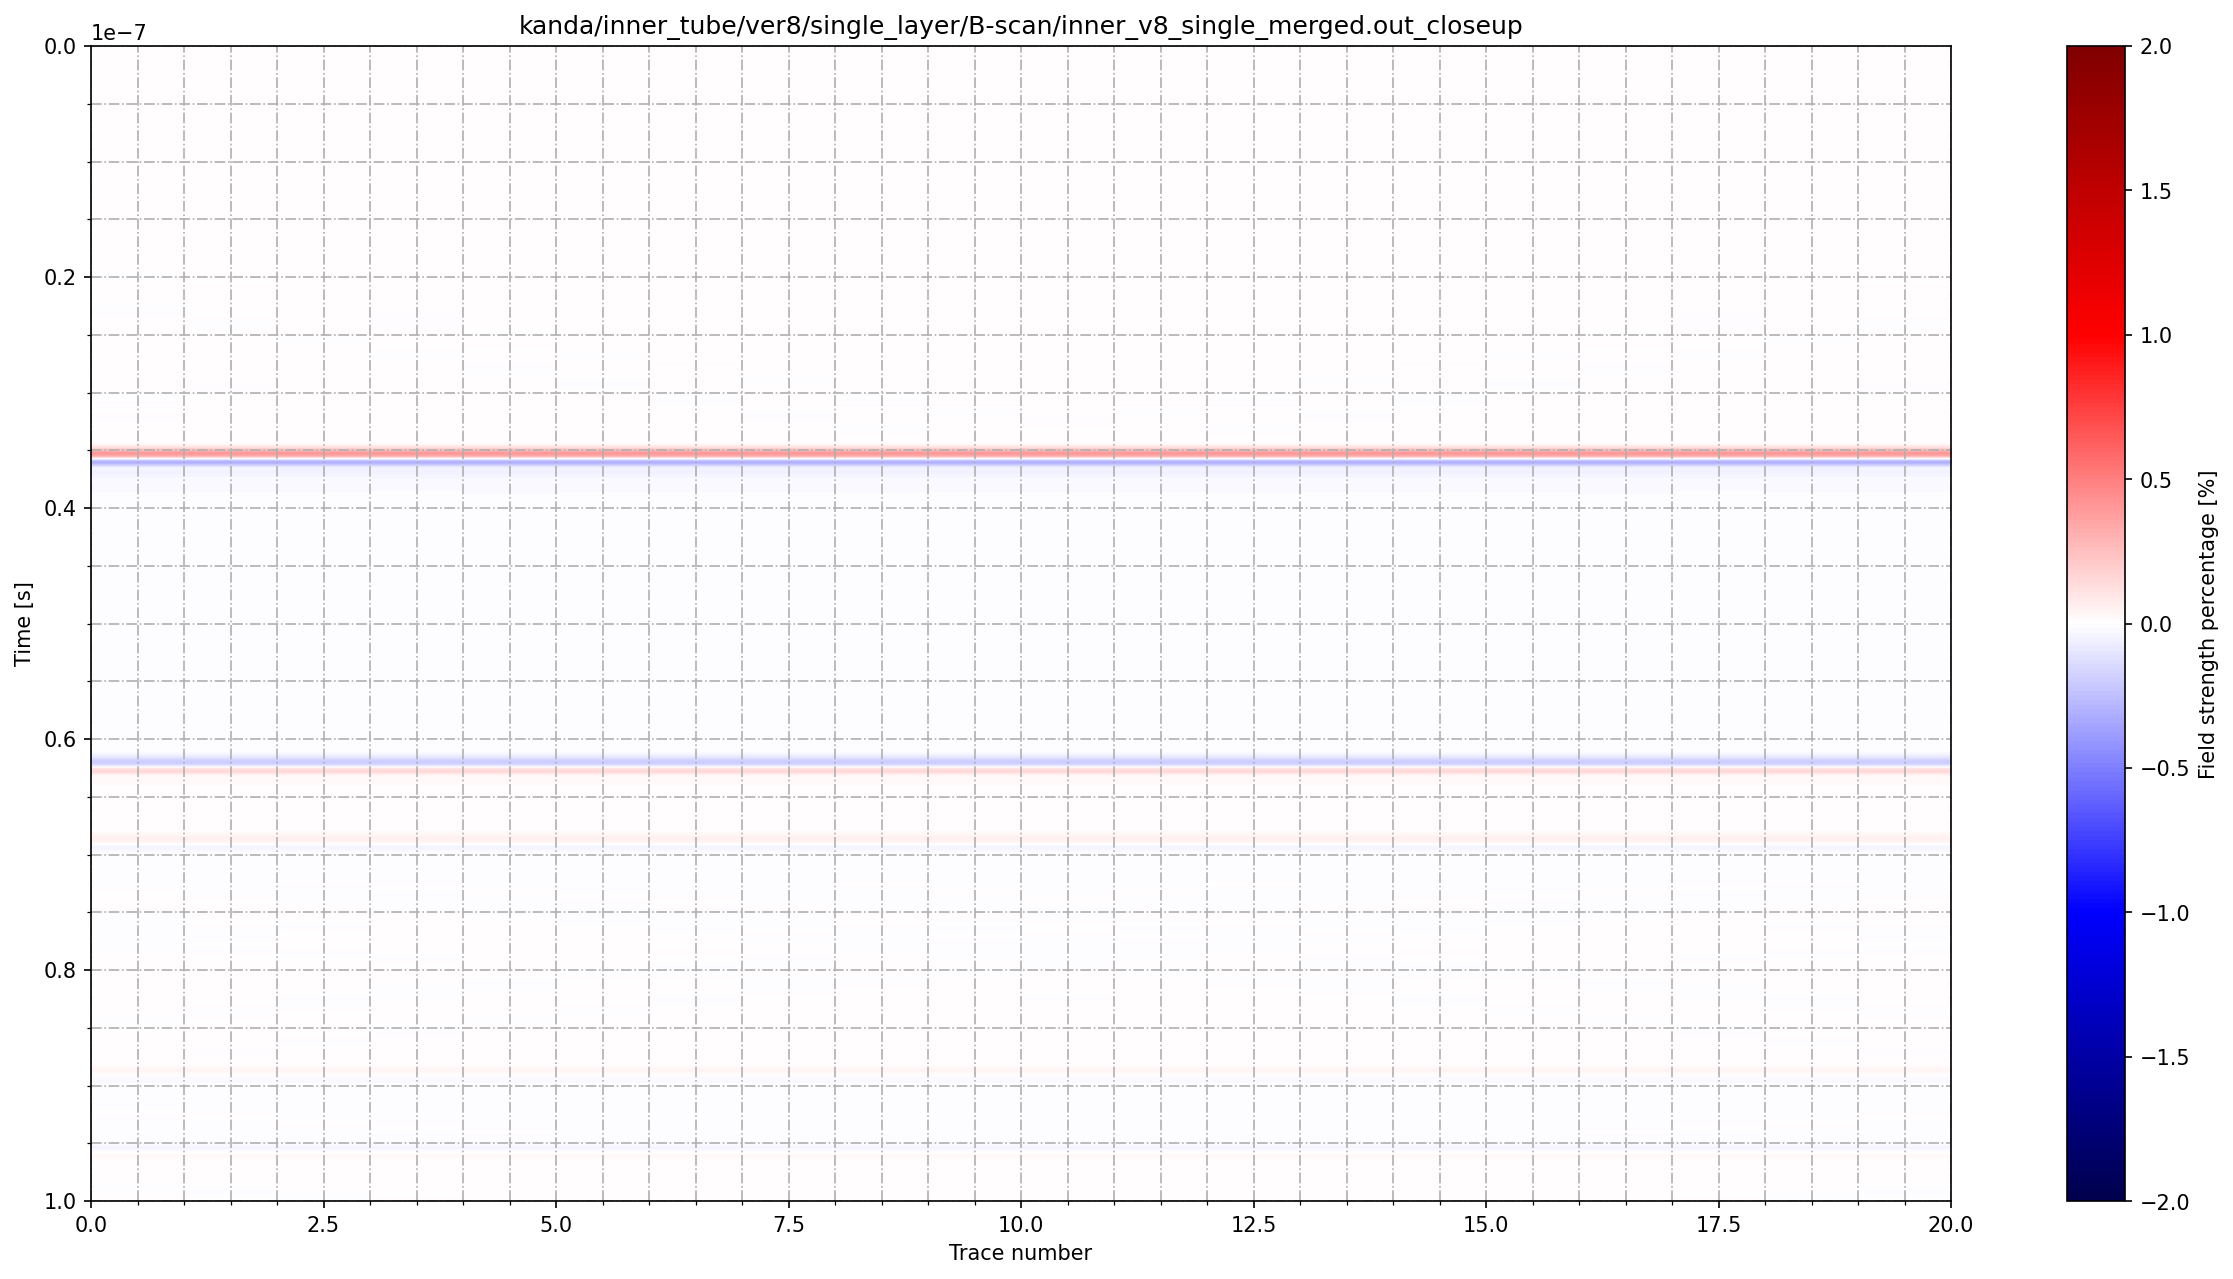 kanda/inner_tube/ver8/single_layer/B-scan/inner_v8_single_merged.out_closeup
1e−7
0.0
0.2
0.4
0.6
0.8
1.0
Time [s]
0.0 2.5 5.0 7.5 10.0 12.5 15.0 17.5 20.0
Trace number
2.0
1.5
1.0
0.5
0.0
−0.5
−1.0
−1.5
−2.0
Field strength percentage [%]